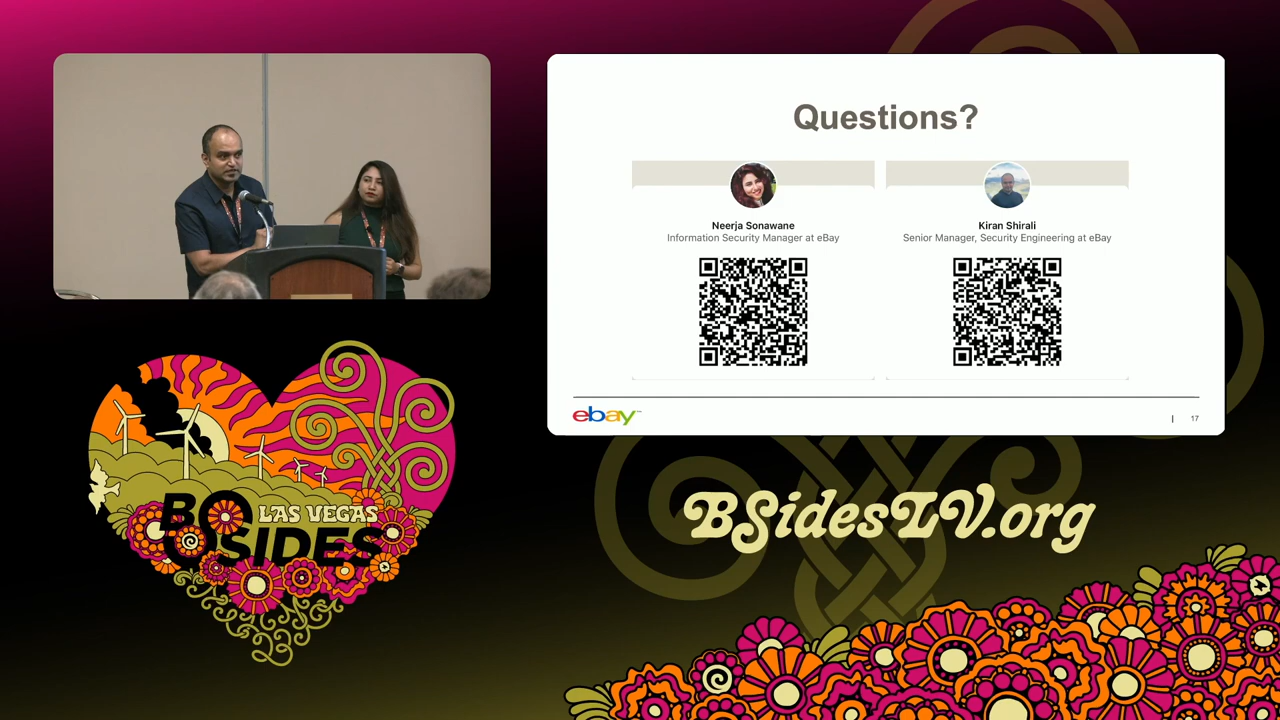 Questions?
Neerja Sonawane
Information Security Manager at eBay
Kiran Shirali
Senior Manager, Security Engineering at eBay
ebay™
| 17
BSIDES
LAS VEGAS
BSidesLV.org